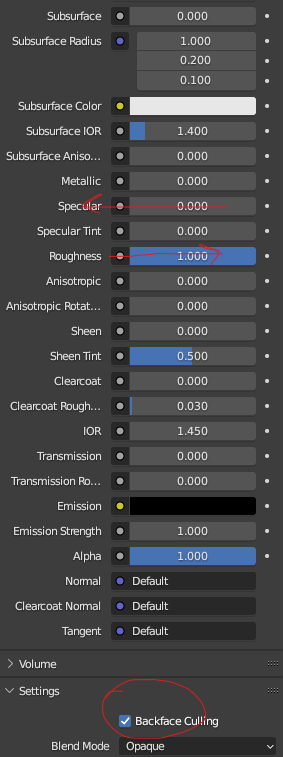 Subsurface 0.000
Subsurface Radius 1.000
0.200
0.100
Subsurface Color
Subsurface IOR 1.400
Subsurface Aniso... 0.000
Metallic 0.000
Specular 0.000
Specular Tint 0.000
Roughness 1.000
Anisotropic 0.000
Anisotropic Rotat... 0.000
Sheen 0.000
Sheen Tint 0.500
Clearcoat 0.000
Clearcoat Rough... 0.030
IOR 1.450
Transmission 0.000
Transmission Ro... 0.000
Emission
Emission Strength 1.000
Alpha 1.000
Normal Default
Clearcoat Normal Default
Tangent Default
Volume
Settings
Backface Culling
Blend Mode Opaque